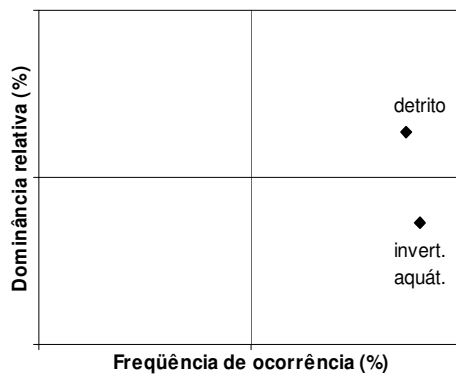 Dominância relativa (%)
detrito
invert.
aquát.
Freqüência de ocorrência (%)